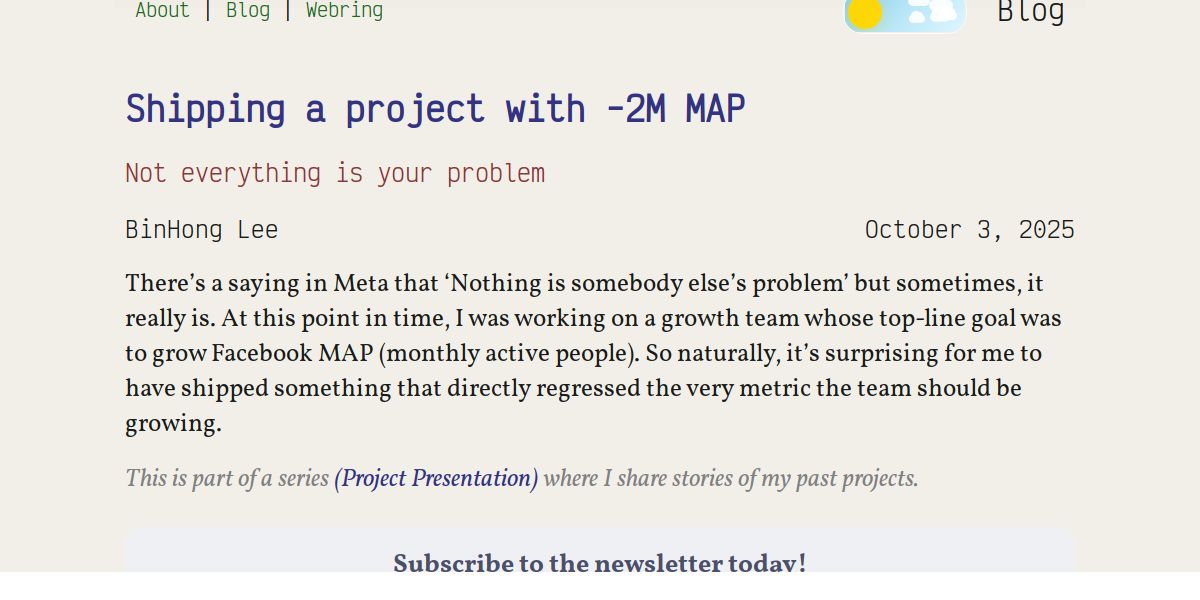 About | Blog | Webring
Blog
Shipping a project with -2M MAP
Not everything is your problem
BinHong Lee
October 3, 2025
There’s a saying in Meta that ‘Nothing is somebody else’s problem’ but sometimes, it
really is. At this point in time, I was working on a growth team whose top-line goal was
to grow Facebook MAP (monthly active people). So naturally, it’s surprising for me to
have shipped something that directly regressed the very metric the team should be
growing.
This is part of a series (Project Presentation) where I share stories of my past projects.
Subscribe to the newsletter today!